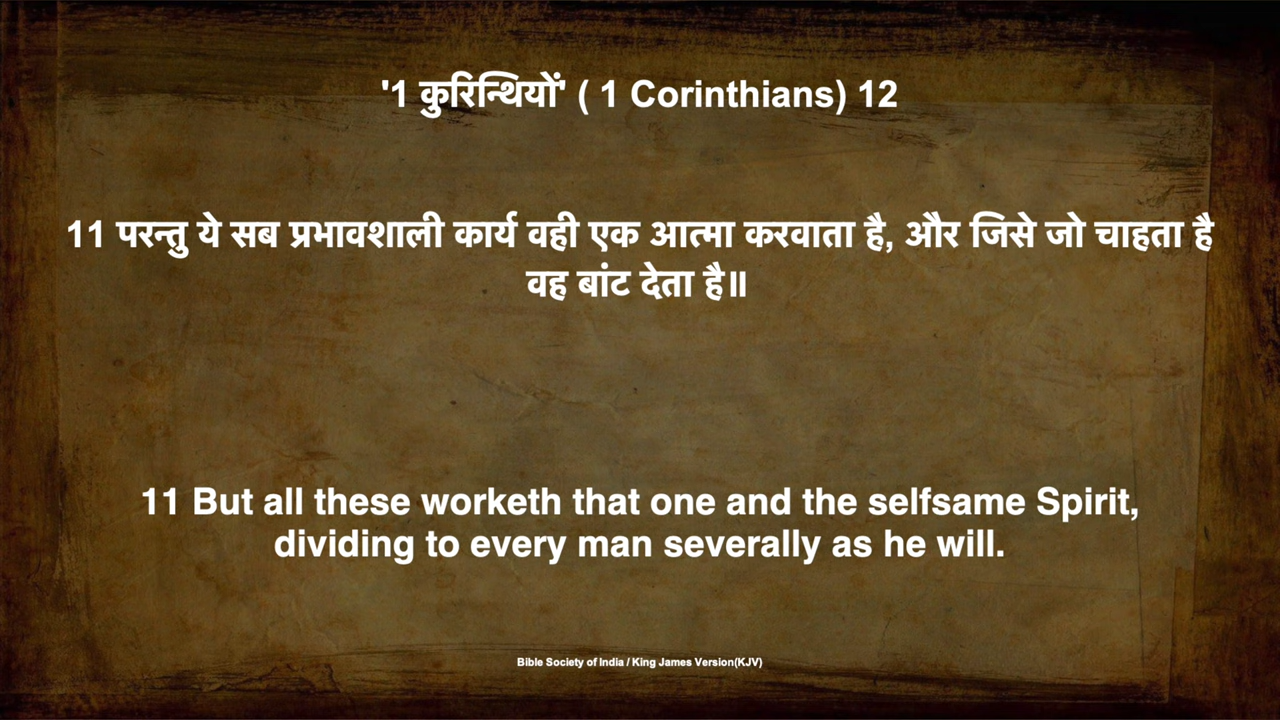 '1 कुरिन्थियों' ( 1 Corinthians) 12
11 परन्तु ये सब प्रभावशाली कार्य वही एक आत्मा करवाता है, और जिसे जो चाहता है
वह बांट देता है॥
11 But all these worketh that one and the selfsame Spirit,
dividing to every man severally as he will.
Bible Society of India / King James Version(KJV)